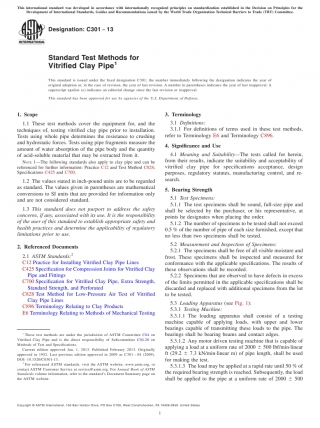 This international standard was developed in accordance with internationally recognized principles on standardization established in the Decision on Principles for the
Development of International Standards, Guides and Recommendations issued by the World Trade Organization Technical Barriers to Trade (TBT) Committee.
Designation: C301 − 13
INTERNATIONAL
Standard Test Methods for
Vitrified Clay Pipe¹
This standard is issued under the fixed designation C301; the number immediately following the designation indicates the year of
original adoption or, in the case of revision, the year of last revision. A number in parentheses indicates the year of last reapproval. A
superscript epsilon (ε) indicates an editorial change since the last revision or reapproval.
This standard has been approved for use by agencies of the U.S. Department of Defense.
1. Scope
1.1 These test methods cover the equipment for, and the
techniques of, testing vitrified clay pipe prior to installation.
Tests using whole pipe determines the resistance to crushing
and hydrostatic forces. Tests using pipe fragments measure the
amount of water absorption of the pipe body and the quantity
of acid-soluble material that may be extracted from it.
NOTE 1—The following standards also apply to clay pipe and can be
referenced for further information: Practice C12 and Test Method C828,
Specifications C425 and C700.
1.2 The values stated in inch-pound units are to be regarded
as standard. The values given in parentheses are mathematical
conversions to SI units that are provided for information only
and are not considered standard.
1.3 This standard does not purport to address the safety
concerns, if any, associated with its use. It is the responsibility
of the user of this standard to establish appropriate safety and
health practices and determine the applicability of regulatory
limitations prior to use.
2. Referenced Documents
2.1 ASTM Standards:²
C12 Practice for Installing Vitrified Clay Pipe Lines
C425 Specification for Compression Joints for Vitrified Clay
Pipe and Fittings
C700 Specification for Vitrified Clay Pipe, Extra Strength,
Standard Strength, and Perforated
C828 Test Method for Low-Pressure Air Test of Vitrified
Clay Pipe Lines
C896 Terminology Relating to Clay Products
E6 Terminology Relating to Methods of Mechanical Testing
¹ These test methods are under the jurisdiction of ASTM Committee C04 on
Vitrified Clay Pipe and is the direct responsibility of Subcommittee C04.20 on
Methods of Test and Specifications.
Current edition approved Jan. 1, 2013. Published February 2013. Originally
approved in 1952. Last previous edition approved in 2009 as C301 – 04 (2009).
DOI: 10.1520/C0301-13.
² For referenced ASTM standards, visit the ASTM website, www.astm.org, or
contact ASTM Customer Service at service@astm.org. For Annual Book of ASTM
Standards volume information, refer to the standard's Document Summary page on
the ASTM website.
3. Terminology
3.1 Definitions:
3.1.1 For definitions of terms used in these test methods,
refer to Terminology E6 and Terminology C896.
4. Significance and Use
4.1 Meaning and Suitability—The tests called for herein,
from their results, indicate the suitability and acceptability of
vitrified clay pipe for specifications acceptance, design
purposes, regulatory statutes, manufacturing control, and re-
search.
5. Bearing Strength
5.1 Test Specimens:
5.1.1 The test specimens shall be sound, full-size pipe and
shall be selected by the purchaser, or his representative, at
points he designates when placing the order.
5.1.2 The number of specimens to be tested shall not exceed
0.5 % of the number of pipe of each size furnished, except that
no less than two specimens shall be tested.
5.2 Measurement and Inspection of Specimens:
5.2.1 The specimens shall be free of all visible moisture and
frost. These specimens shall be inspected and measured for
conformance with the applicable specifications. The results of
these observations shall be recorded.
5.2.2 Specimens that are observed to have defects in excess
of the limits permitted in the applicable specifications shall be
discarded and replaced with additional specimens from the lot
to be tested.
5.3 Loading Apparatus (see Fig. 1):
5.3.1 Testing Machine:
5.3.1.1 The loading apparatus shall consist of a testing
machine capable of applying loads, with upper and lower
bearings capable of transmitting these loads to the pipe. The
bearings shall be bearing beams and contact edges.
5.3.1.2 Any motor driven testing machine that is capable of
applying a load at a uniform rate of 2000 ± 500 lbf/min-linear
ft (29.2 ± 7.3 kN/min-linear m) of pipe length, shall be used
for making the test.
5.3.1.3 The load may be applied at a rapid rate until 50 % of
the required bearing strength is reached. Subsequently, the load
shall be applied to the pipe at a uniform rate of 2000 ± 500
Copyright © ASTM International, 100 Barr Harbor Drive, PO Box C700, West Conshohocken, PA 19428-2959. United States
1